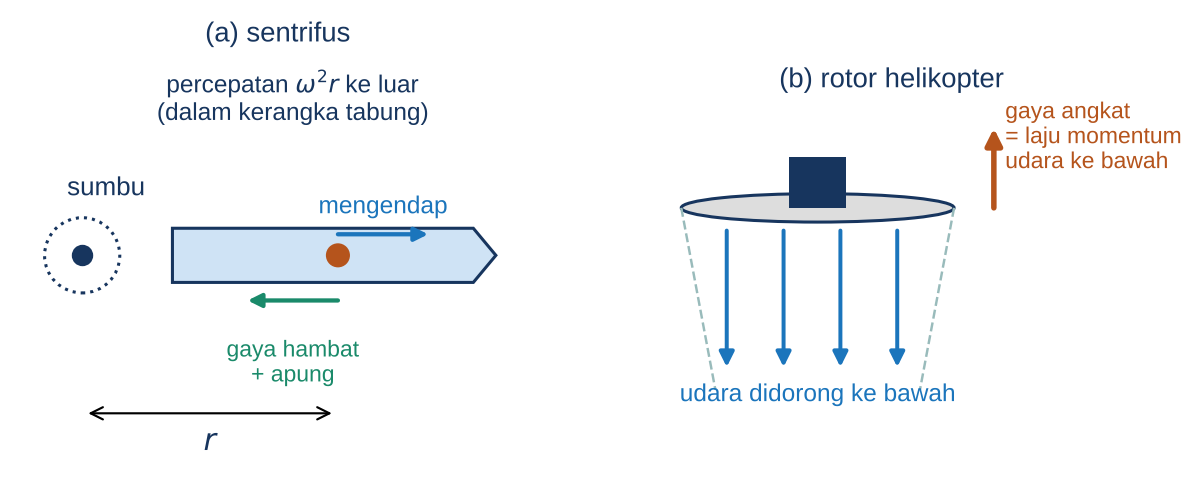 (a) sentrifus
percepatan ω²r ke luar
(dalam kerangka tabung)
sumbu
mengendap
gaya hambat
+ apung
r
(b) rotor helikopter
gaya angkat
= laju momentum
udara ke bawah
udara didorong ke bawah